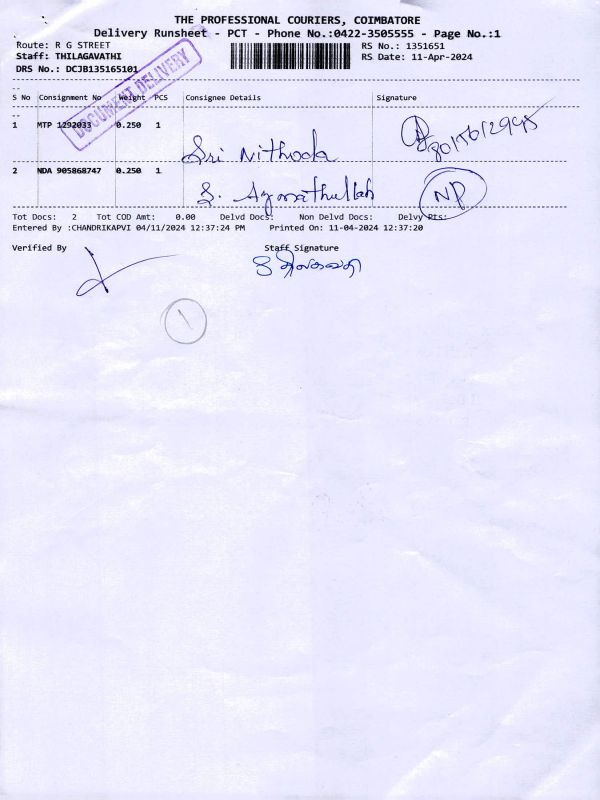 THE PROFESSIONAL COURIERS, COIMBATORE
Delivery Runsheet - PCT - Phone No.:0422-3505555 - Page No.:1
Route: R G STREET
RS No.: 1351651
Staff: THILAGAVATHI
RS Date: 11-Apr-2024
DRS No.: DCJB135165101
DOCUMENT DELIVERY
S No Consignment No Weight PCS Consignee Details Signature
1 MTP 1292033 0.250 1 Sri
2 NDA 905868747 0.250 1 S. Azmathullah NP
Tot Docs: 2 Tot COD Amt: 0.00 Delvd Docs: Non Delvd Docs: Delvy Pts:
Entered By :CHANDRIKAPVI 04/11/2024 12:37:24 PM Printed On: 11-04-2024 12:37:20
Verified By Staff Signature
1